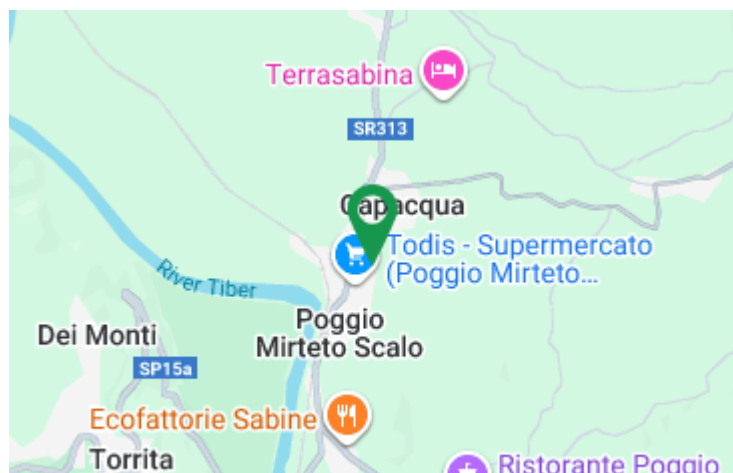 Terrasabina
SR313
Capacqua
Todis - Supermercato
(Poggio Mirteto...
River Tiber
Poggio
Mirteto Scalo
Dei Monti
SP15a
Ecofattorie Sabine
Torrita
Ristorante Poggio